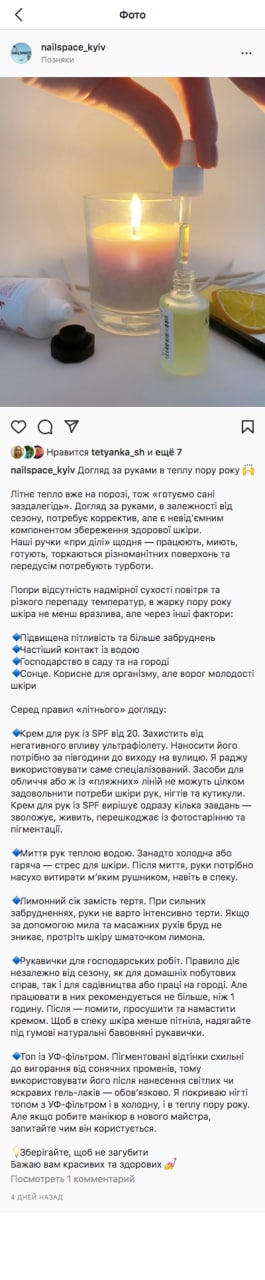 Фото
nailspace_kyiv
Позняки
Нравится tetyanka_sh и ещё 7
nailspace_kyiv Догляд за руками в теплу пору року 🙌
Літнє тепло вже на порозі, тож «готуємо сані
заздалегідь». Догляд за руками, в залежності від
сезону, потребує корректив, але є невід'ємним
компонентом збереження здорової шкіри.
Наші ручки «при ділі» щодня — працюють, миють,
готують, торкаються різноманітних поверхонь та
передусім потребують турботи.
Попри відсутність надмірної сухості повітря та
різкого перепаду температур, в жарку пору року
шкіра не менш вразлива, але через інші фактори:
🔹Підвищена пітливість та більше забруднень
🔹Частіший контакт із водою
🔹Господарство в саду та на городі
🔹Сонце. Корисне для організму, але ворог молодості
шкіри
Серед правил «літнього» догляду:
🔹Крем для рук із SPF від 20. Захистить від
негативного впливу ультрафіолету. Наносити його
потрібно за півгодини до виходу на вулицю. Я раджу
використовувати саме спеціалізований. Засоби для
обличчя або ж із «пляжних» ліній не можуть цілком
задовольнити потреби шкіри рук, нігтів та кутикули.
Крем для рук із SPF вирішує одразу кілька завдань —
зволожує, живить, перешкоджає із фотостарінню та
пігментації.
🔹Миття рук теплою водою. Занадто холодна або
гаряча — стрес для шкіри. Після миття, руки потрібно
насухо витирати м'яким рушником, навіть в спеку.
🔹Лимонний сік замість тертя. При сильних
забрудненнях, руки не варто інтенсивно терти. Якщо
за допомогою мила та масажних рухів бруд не
зникає, протріть шкіру шматочком лимона.
🔹Рукавички для господарських робіт. Правило діє
незалежно від сезону, як для домашніх побутових
справ, так і для садівництва або праці на городі. Але
працювати в них рекомендується не більше, ніж 1
годину. Після — помити, просушити та намастити
кремом. Щоб в спеку шкіра менше пітніла, надягайте
під гумові натуральні бавовняні рукавички.
🔹Топ із УФ-фільтром. Пігментовані відтінки схильні
до вигорання від сонячних променів, тому
використовувати його після нанесення світлих чи
яскравих гель-лаків — обов'язково. Я покриваю нігті
топом з УФ-фільтром і в холодну, і в теплу пору року.
Але якщо робите манікюр в нового майстра,
запитайте чим він користується.
💡Зберігайте, щоб не загубити
Бажаю вам красивих та здорових 💅
Посмотреть 1 комментарий
4 ДНЕЙ НАЗАД